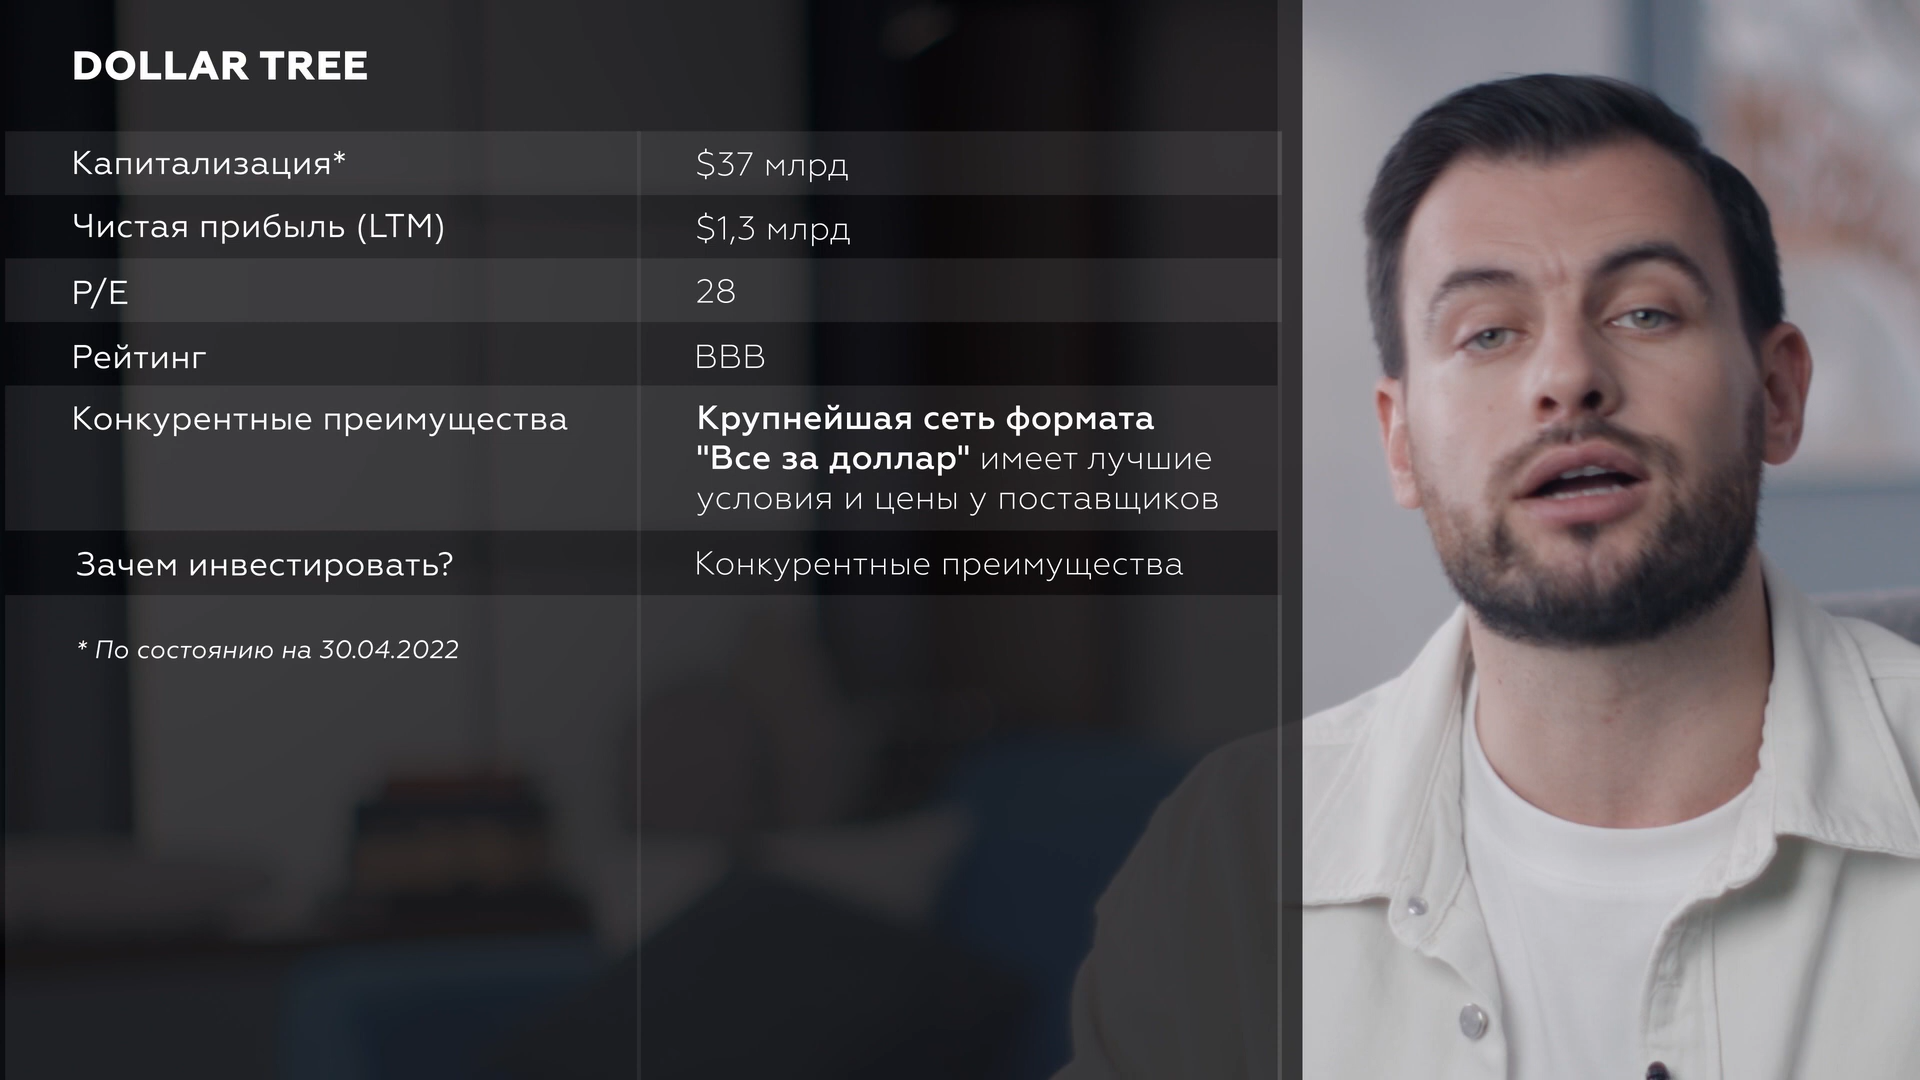 DOLLAR TREE
Капитализация* $37 млрд
Чистая прибыль (LTM) $1,3 млрд
P/E 28
Рейтинг BBB
Конкурентные преимущества Крупнейшая сеть формата
"Все за доллар" имеет лучшие
условия и цены у поставщиков
Зачем инвестировать? Конкурентные преимущества
* По состоянию на 30.04.2022